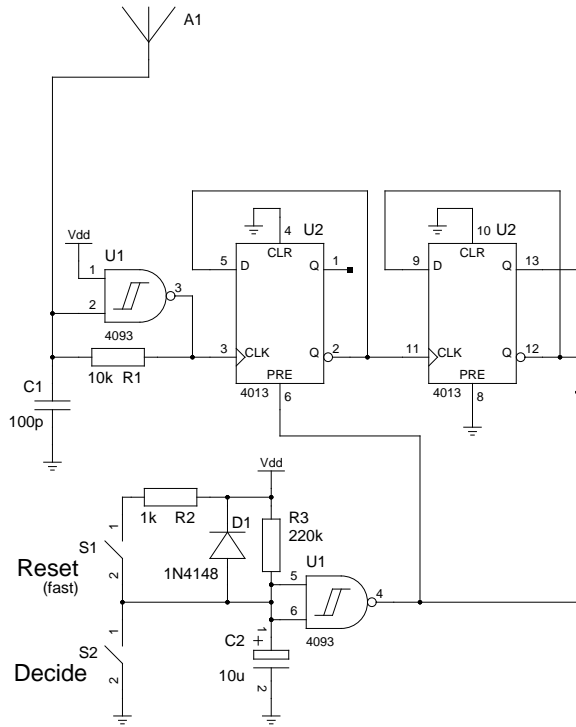 A1
4
U2
10
U2
Vdd
U1
5
D
CLR
Q
1
9
D
CLR
Q
13
1
3
2
4093
3
CLK
Q
2
11
CLK
Q
12
10k R1
PRE
PRE
C1
4013
6
4013
8
100p
Vdd
1k R2
D1
R3
220k
1
S1
U1
Reset
2
1N4148
5
4
(fast)
6
1
C2
1
+
4093
S2
Decide
2
10u
2